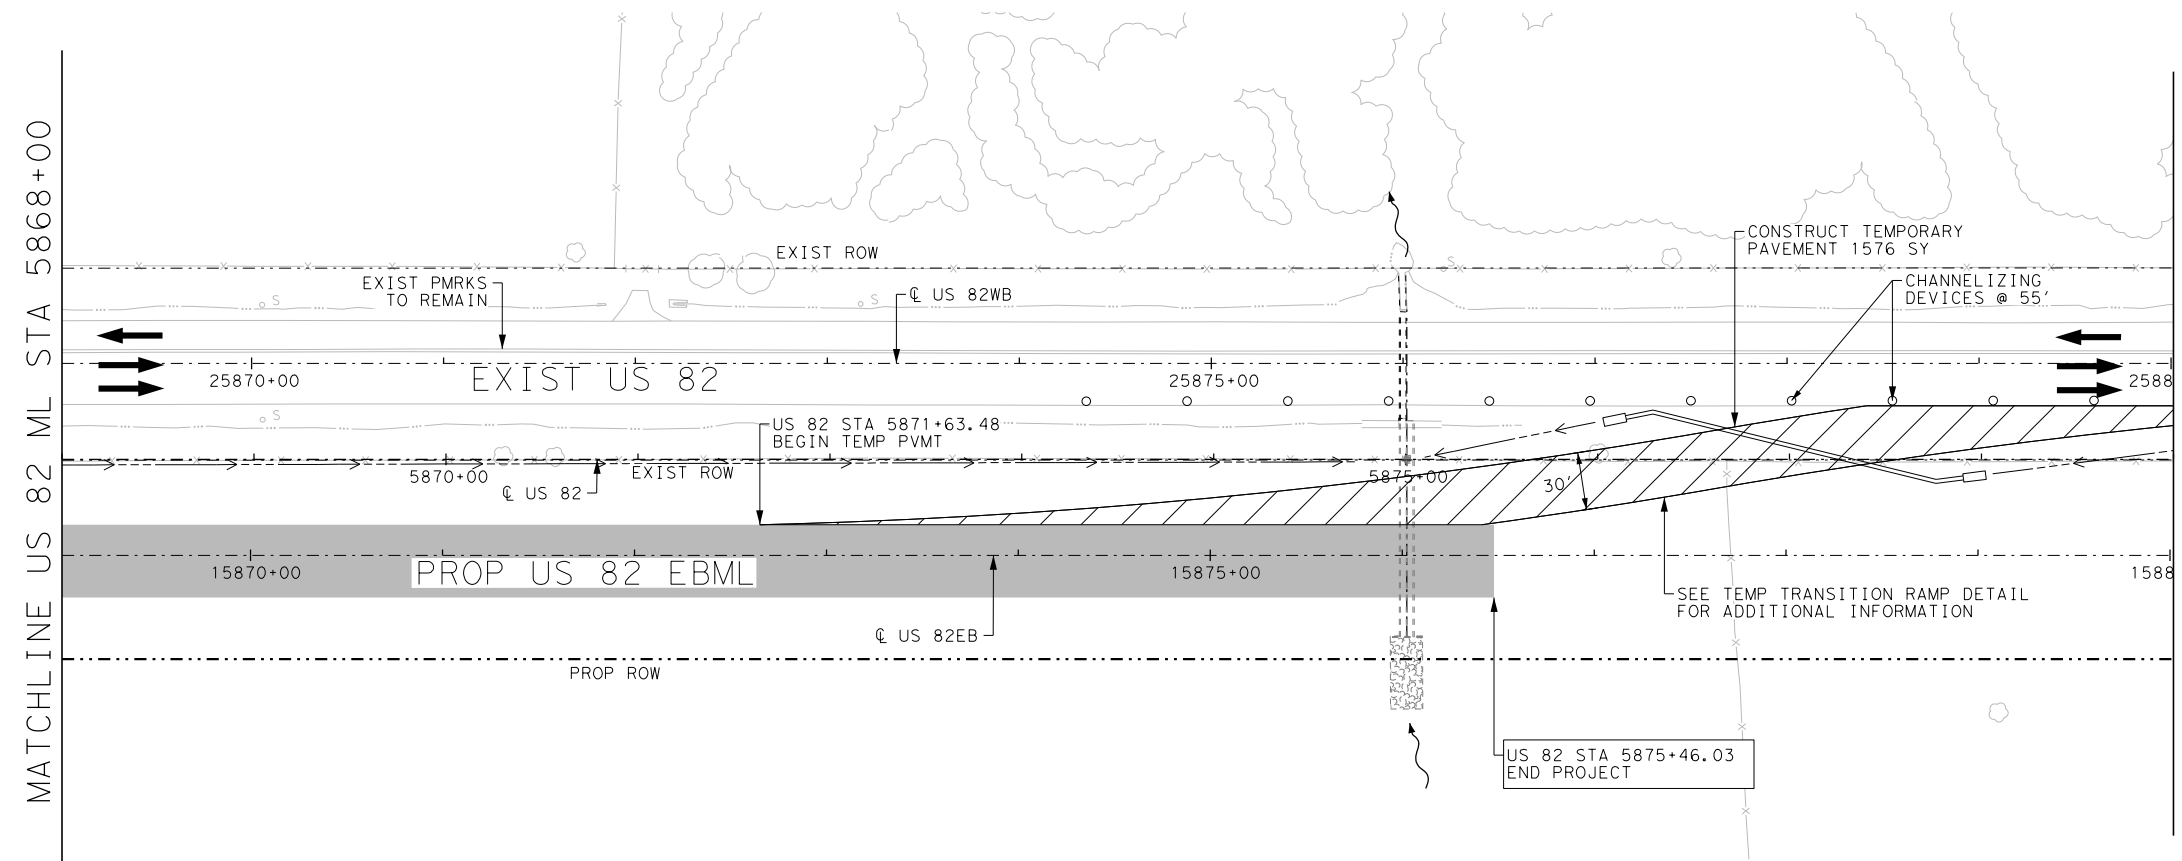 MATCHLINE US 82 ML STA 5868+00
CONSTRUCT TEMPORARY
PAVEMENT 1576 SY
EXIST ROW
EXIST PMRKS
TO REMAIN
℄ US 82WB
CHANNELIZING
DEVICES @ 55'
S
S
S
25870+00
EXIST US 82
25875+00
2588
S
US 82 STA 5871+63.48
BEGIN TEMP PVMT
5870+00
EXIST ROW
5875+00
℄ US 82
30'
15870+00
PROP US 82 EBML
15875+00
1588
SEE TEMP TRANSITION RAMP DETAIL
FOR ADDITIONAL INFORMATION
℄ US 82EB
PROP ROW
US 82 STA 5875+46.03
END PROJECT